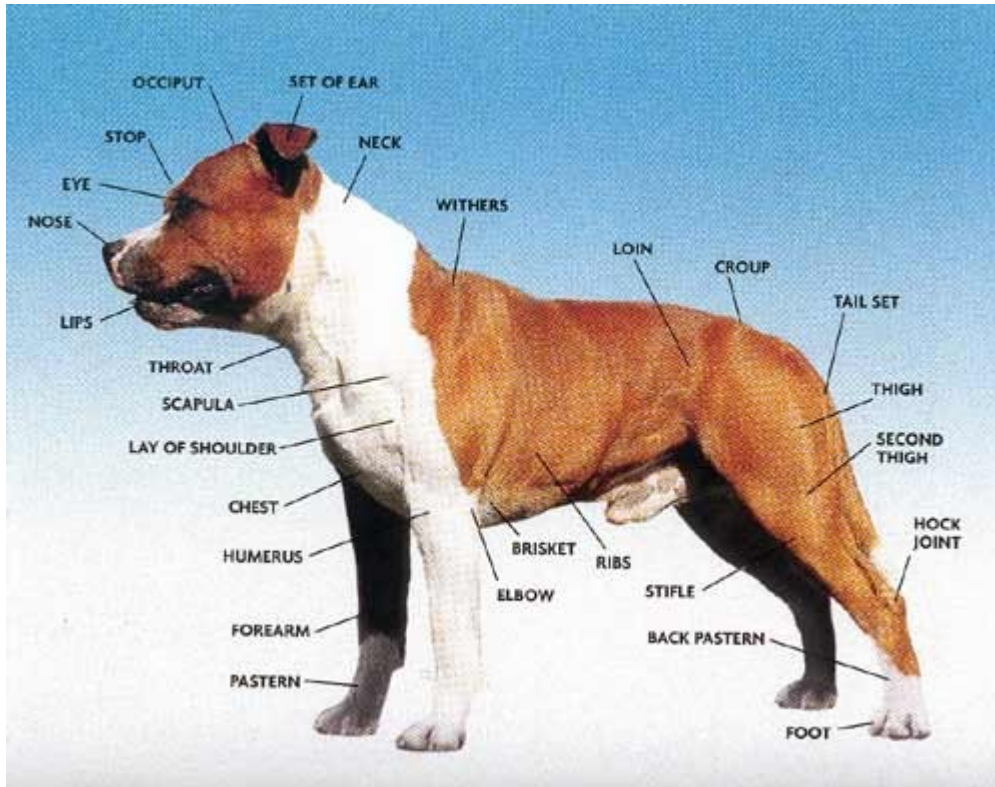 OCCIPUT
SET OF EAR
STOP
NECK
EYE
WITHERS
NOSE
LOIN
CROUP
TAIL SET
LIPS
THROAT
THIGH
SCAPULA
LAY OF SHOULDER
SECOND
THIGH
CHEST
HOCK
JOINT
HUMERUS
BRISKET
RIBS
ELBOW
STIFLE
FOREARM
BACK PASTERN
PASTERN
FOOT